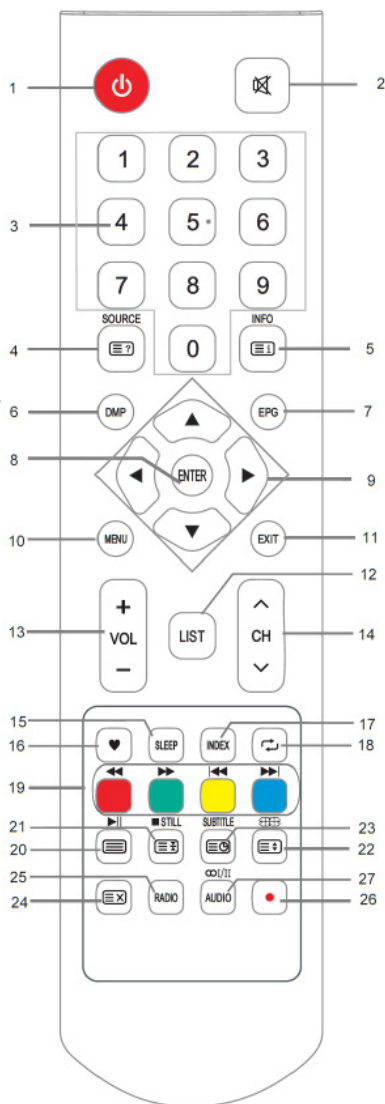 1 2
1 2 3
3 4 5 6
7 8 9
SOURCE INFO
4 ? 0 i 5
6 DMP EPG 7
8 ENTER 9
10 MENU EXIT 11
12
13 + VOL − LIST CH 14
15 17
16 SLEEP INDEX 18
19
21 STILL SUBTITLE 23
20 22
25 I/II 27
24 X RADIO AUDIO 26